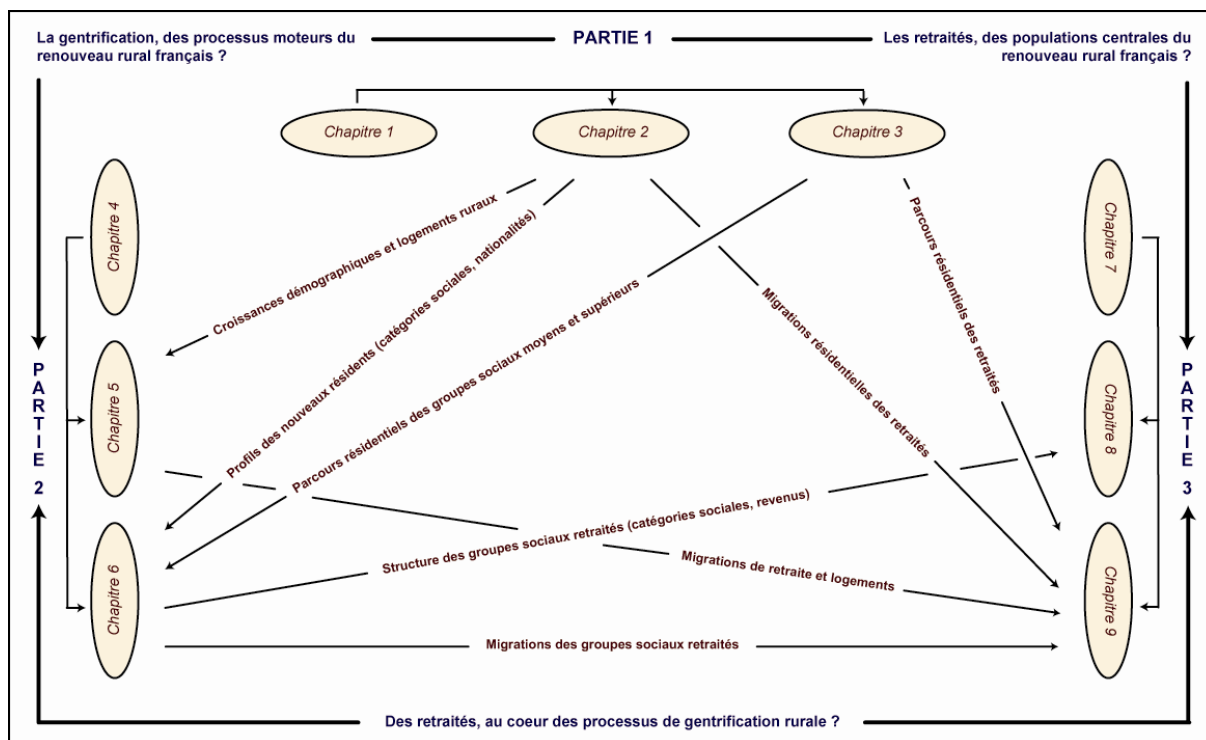 La gentrification, des processus moteurs du
renouveau rural français ?
PARTIE 1
Les retraités, des populations centrales du
renouveau rural français ?
Chapitre 1
Chapitre 2
Chapitre 3
Chapitre 4
Chapitre 5
Chapitre 6
PARTIE 2
Croissances démographiques et logements ruraux
Profils des nouveaux résidents (catégories sociales, nationalités)
Parcours résidentiels des groupes sociaux moyens et supérieurs
Migrations résidentielles des retraités
Parcours résidentiels des retraités
Structure des groupes sociaux retraités (catégories sociales, revenus)
Migrations de retraite et logements
Migrations des groupes sociaux retraités
Chapitre 7
Chapitre 8
Chapitre 9
PARTIE 3
Des retraités, au coeur des processus de gentrification rurale ?